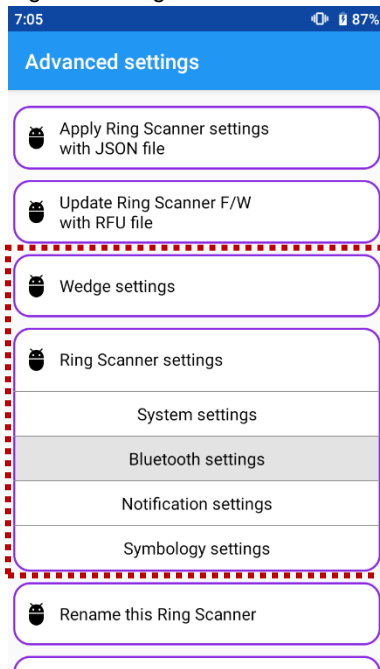 7:05 87%
Advanced settings
Apply Ring Scanner settings
with JSON file
Update Ring Scanner F/W
with RFU file
Wedge settings
Ring Scanner settings
System settings
Bluetooth settings
Notification settings
Symbology settings
Rename this Ring Scanner